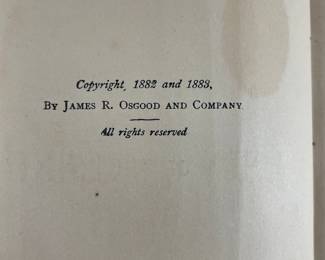 Copyright, 1882 and 1883,
By James R. Osgood and Company
All rights reserved